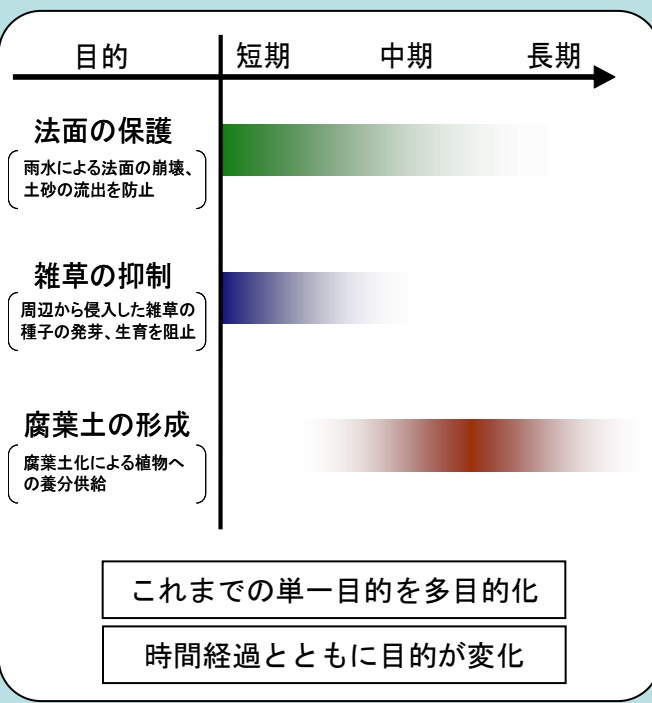 目的 短期 中期 長期
法面の保護
雨水による法面の崩壊、
土砂の流出を防止
雑草の抑制
周辺から侵入した雑草の
種子の発芽、生育を阻止
腐葉土の形成
腐葉土化による植物へ
の養分供給
これまでの単一目的を多目的化
時間経過とともに目的が変化